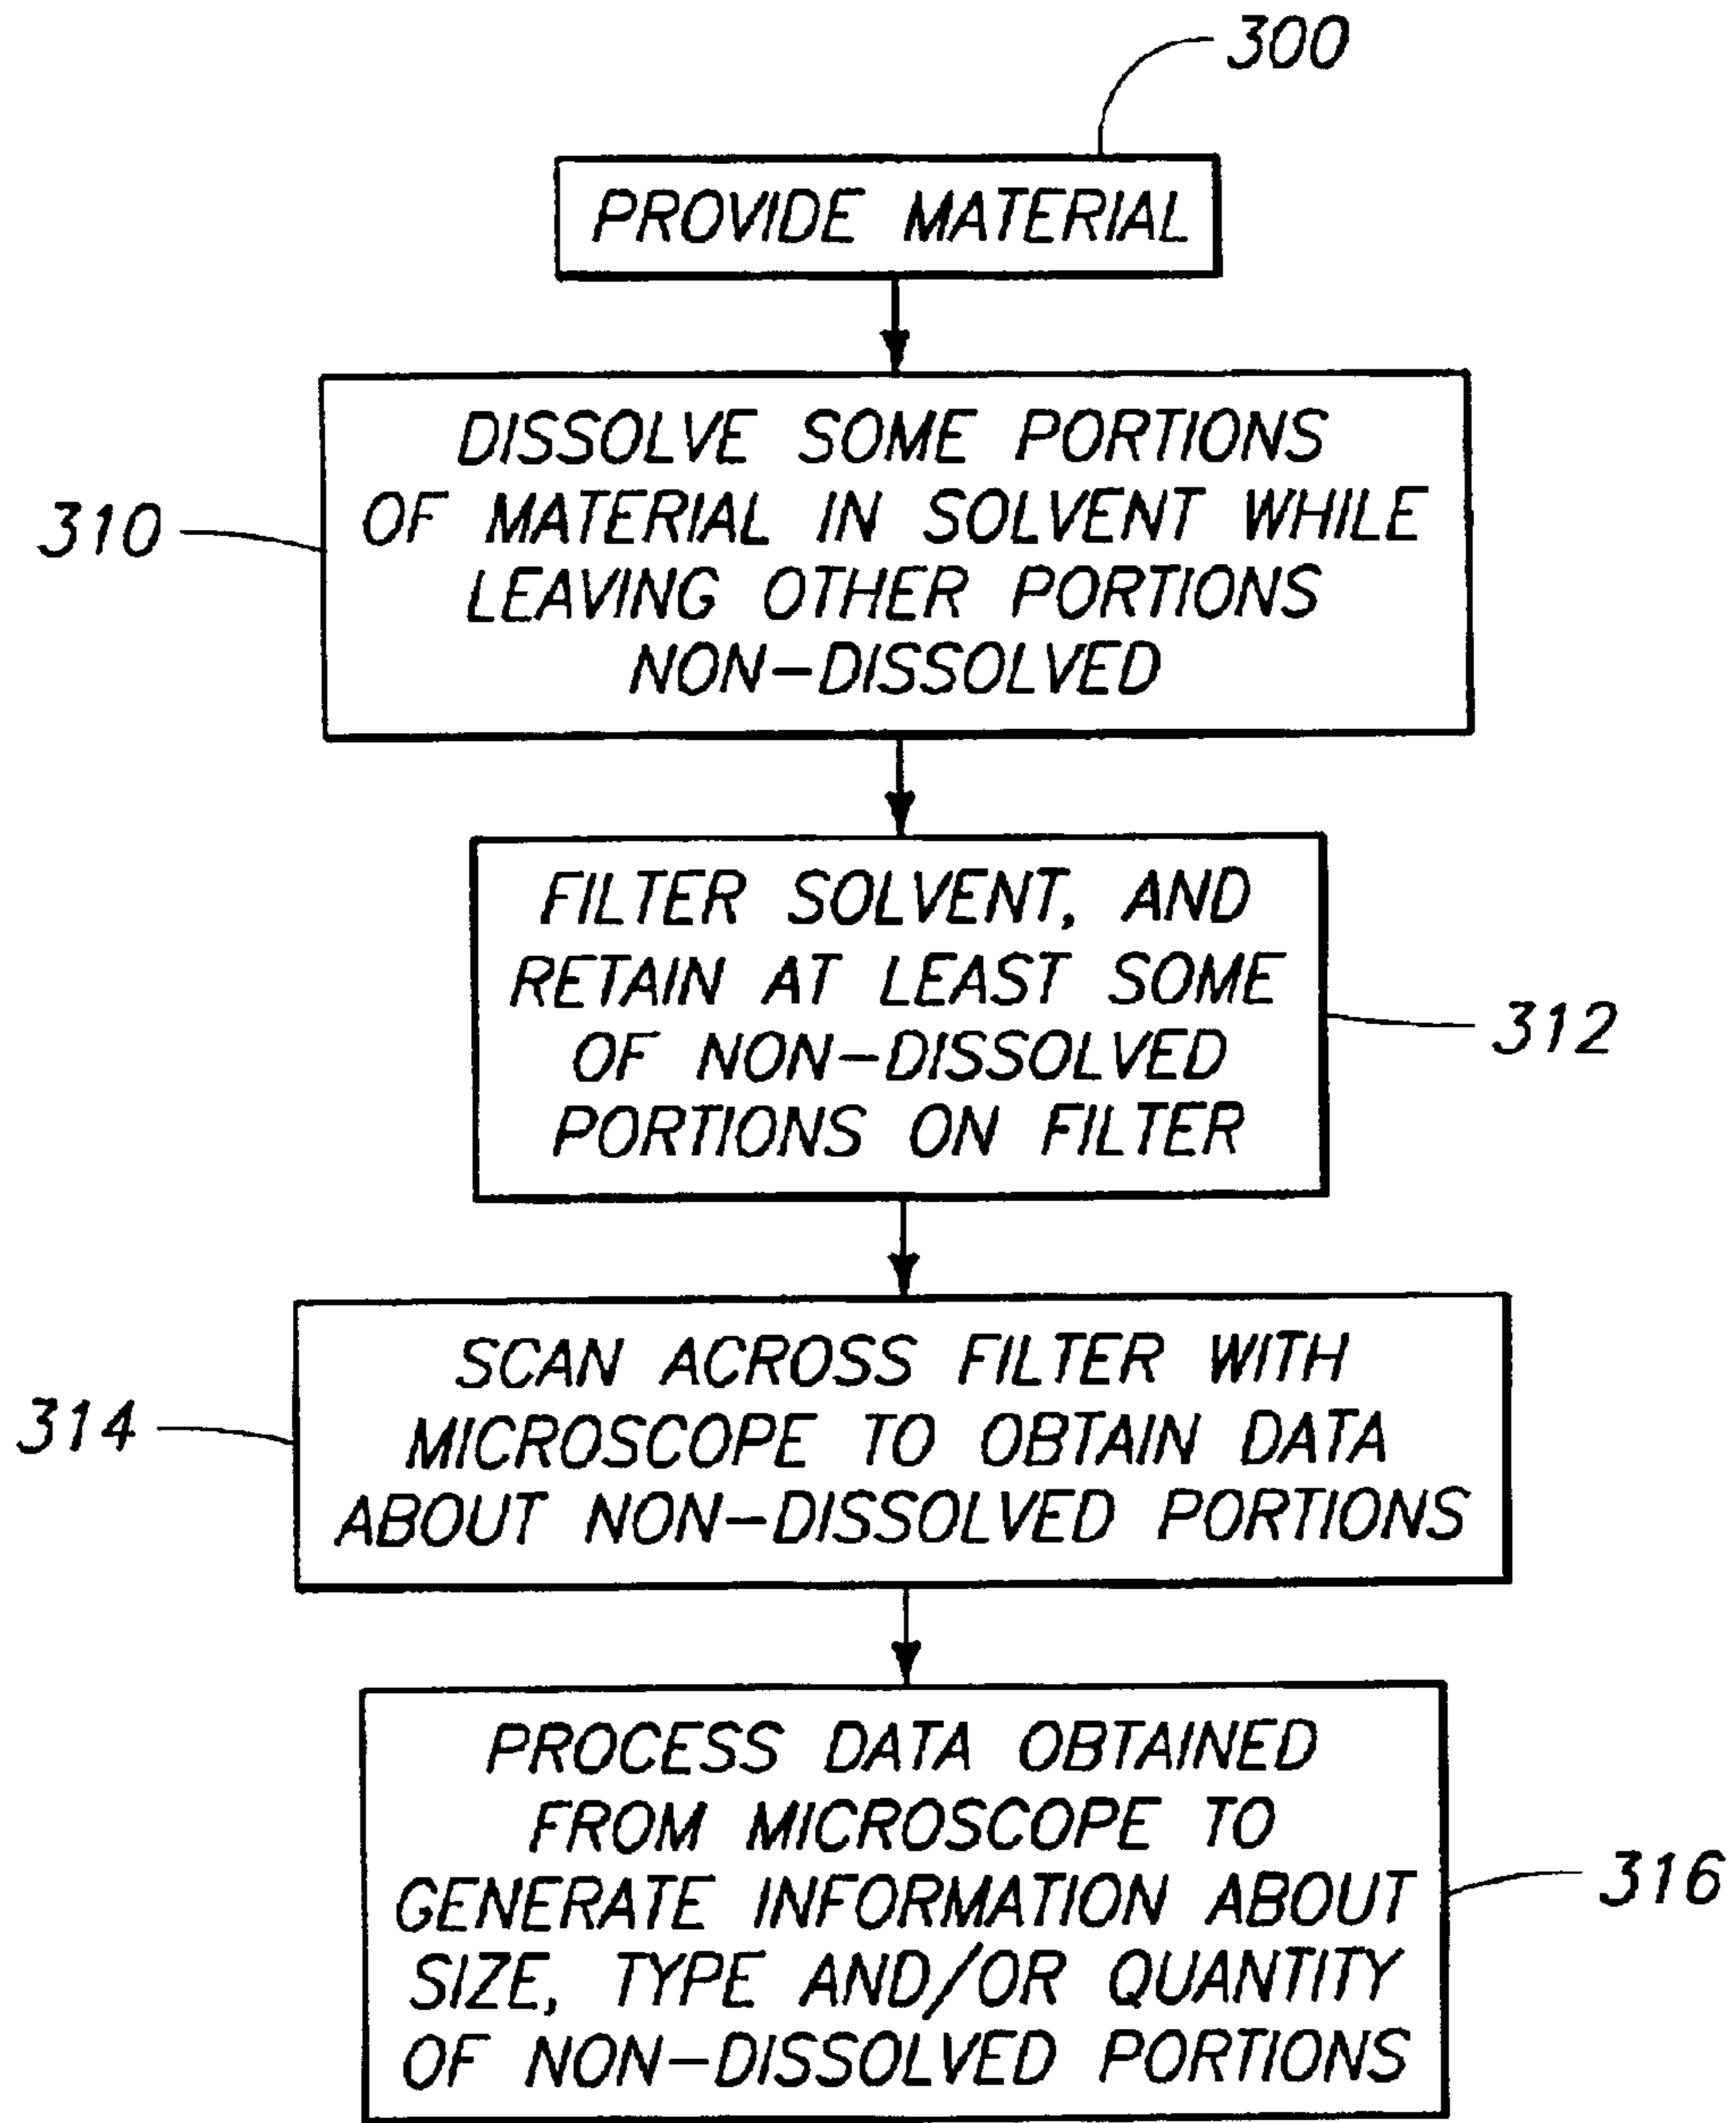 300
PROVIDE MATERIAL
DISSOLVE SOME PORTIONS
OF MATERIAL IN SOLVENT WHILE
LEAVING OTHER PORTIONS
NON-DISSOLVED
310
FILTER SOLVENT, AND
RETAIN AT LEAST SOME
OF NON-DISSOLVED
PORTIONS ON FILTER
312
SCAN ACROSS FILTER WITH
MICROSCOPE TO OBTAIN DATA
ABOUT NON-DISSOLVED PORTIONS
314
PROCESS DATA OBTAINED
FROM MICROSCOPE TO
GENERATE INFORMATION ABOUT
SIZE, TYPE AND/OR QUANTITY
OF NON-DISSOLVED PORTIONS
316